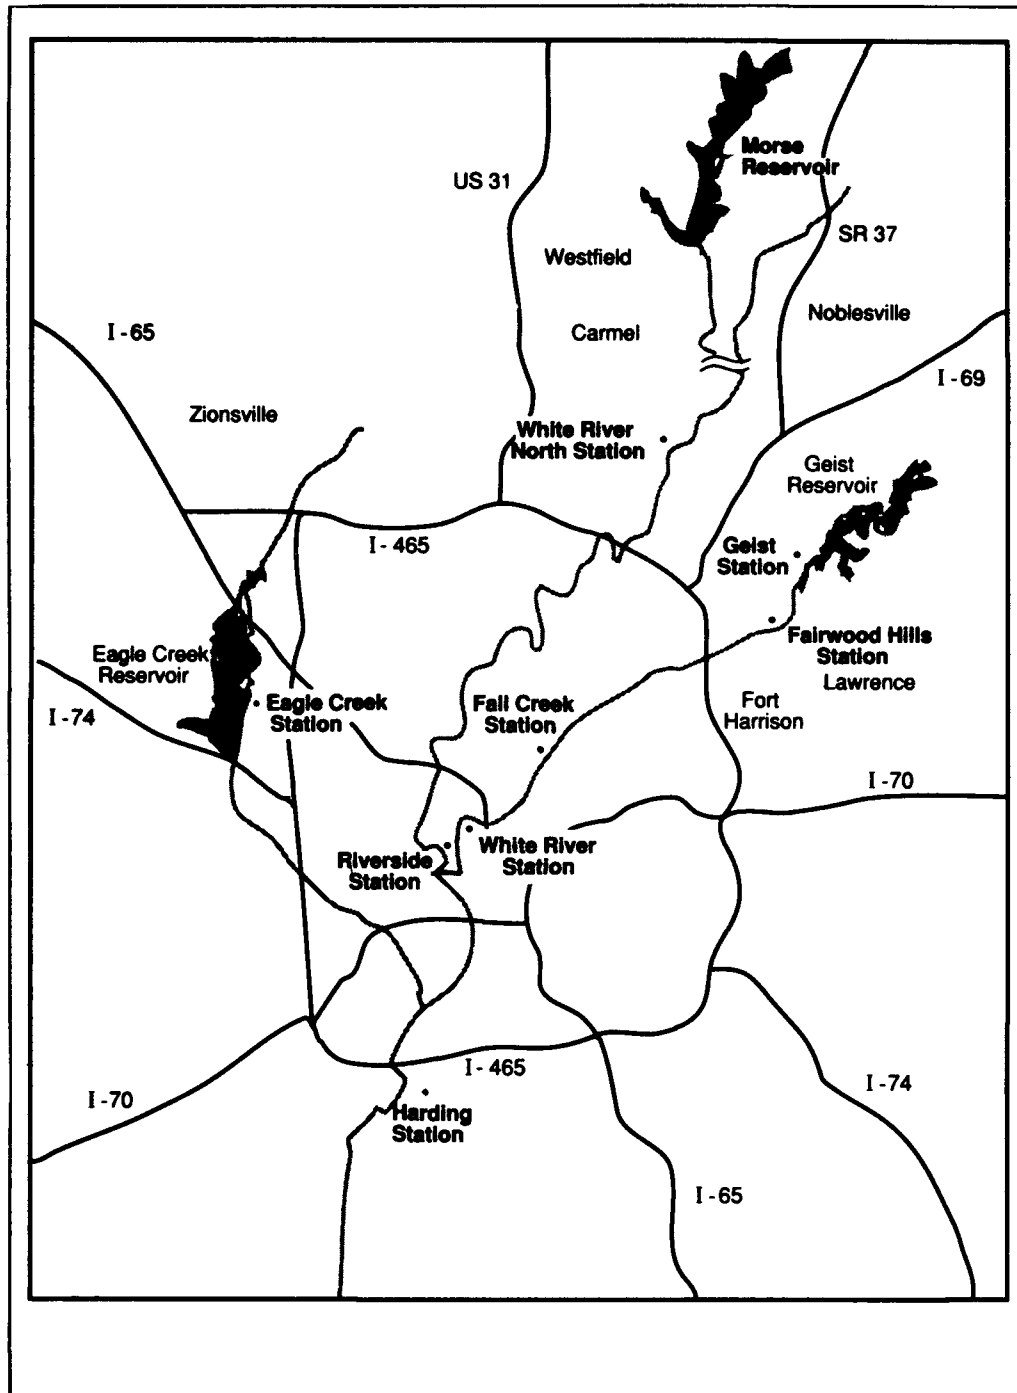 Morse
Reservoir
US 31
SR 37
Westfield
Noblesville
I - 65
Carmel
I - 69
Zionsville
White River
North Station
Geist
Reservoir
I - 465
Geist
Station
Fairwood Hills
Station
Lawrence
Eagle Creek
Reservoir
I - 74
Eagle Creek
Station
Fall Creek
Station
Fort
Harrison
I - 70
White River
Station
Riverside
Station
I - 465
I - 74
I - 70
Harding
Station
I - 65